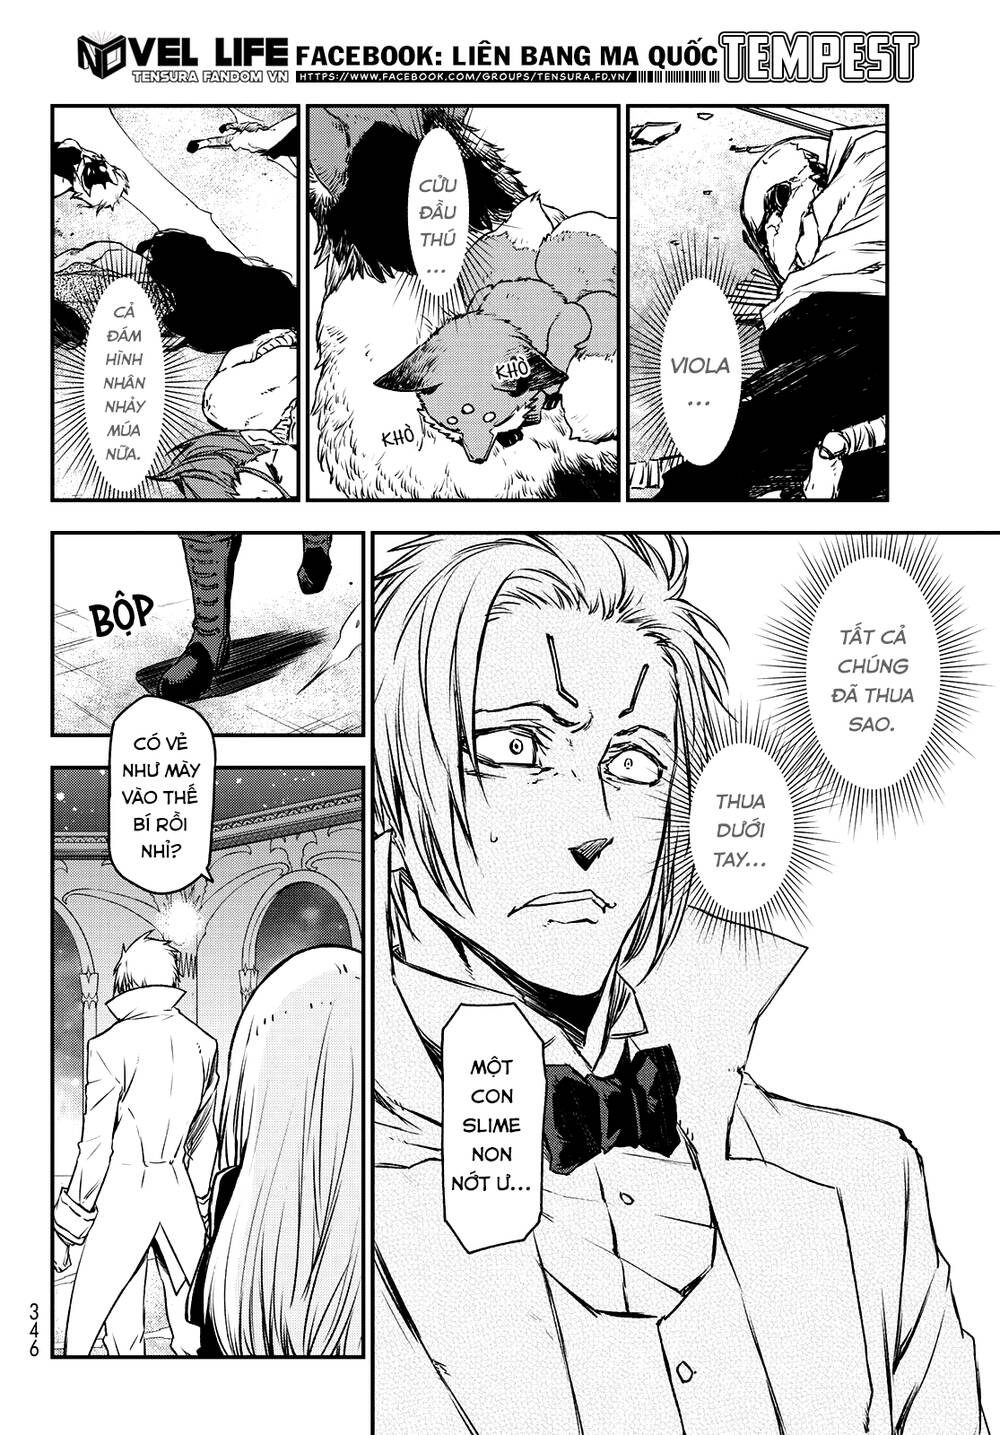 NOVEL LIFE
TENSURA FANDOM VN
FACEBOOK: LIÊN BANG MA QUỐC
HTTPS://WWW.FACEBOOK.COM/GROUPS/TENSURA.FD.VN/
TEMPEST
VIOLA
...
CỬU
ĐẦU
THÚ
...
KHÒ
KHÒ
CẢ
ĐÁM
HÌNH
NHÂN
NHẢY
MÚA
NỮA.
TẤT CẢ
CHÚNG
ĐÃ THUA
SAO.
THUA
DƯỚI
TAY...
MỘT
CON
SLIME
NON
NỚT Ư...
BỘP
CÓ VẺ
NHƯ MÀY
VÀO THẾ
BÍ RỒI
NHỈ?
346